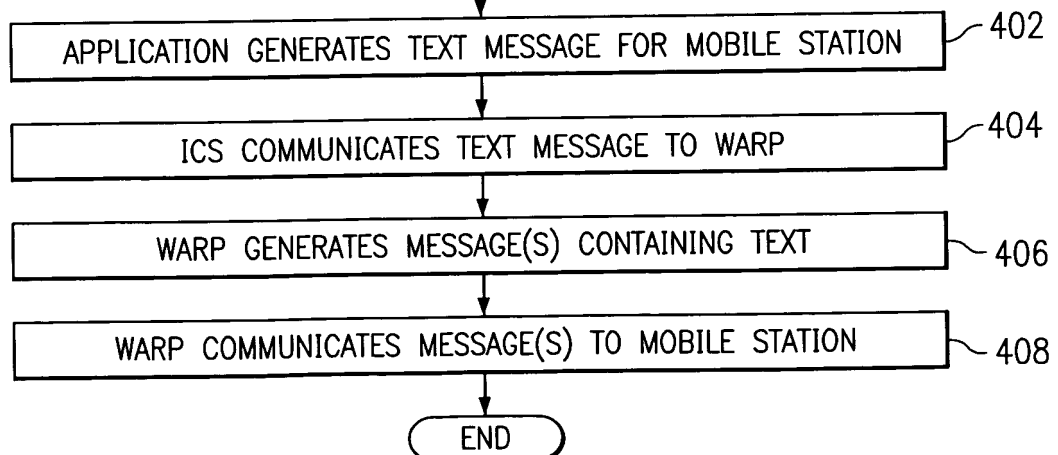 APPLICATION GENERATES TEXT MESSAGE FOR MOBILE STATION 402
ICS COMMUNICATES TEXT MESSAGE TO WARP 404
WARP GENERATES MESSAGE(S) CONTAINING TEXT 406
WARP COMMUNICATES MESSAGE(S) TO MOBILE STATION 408
END